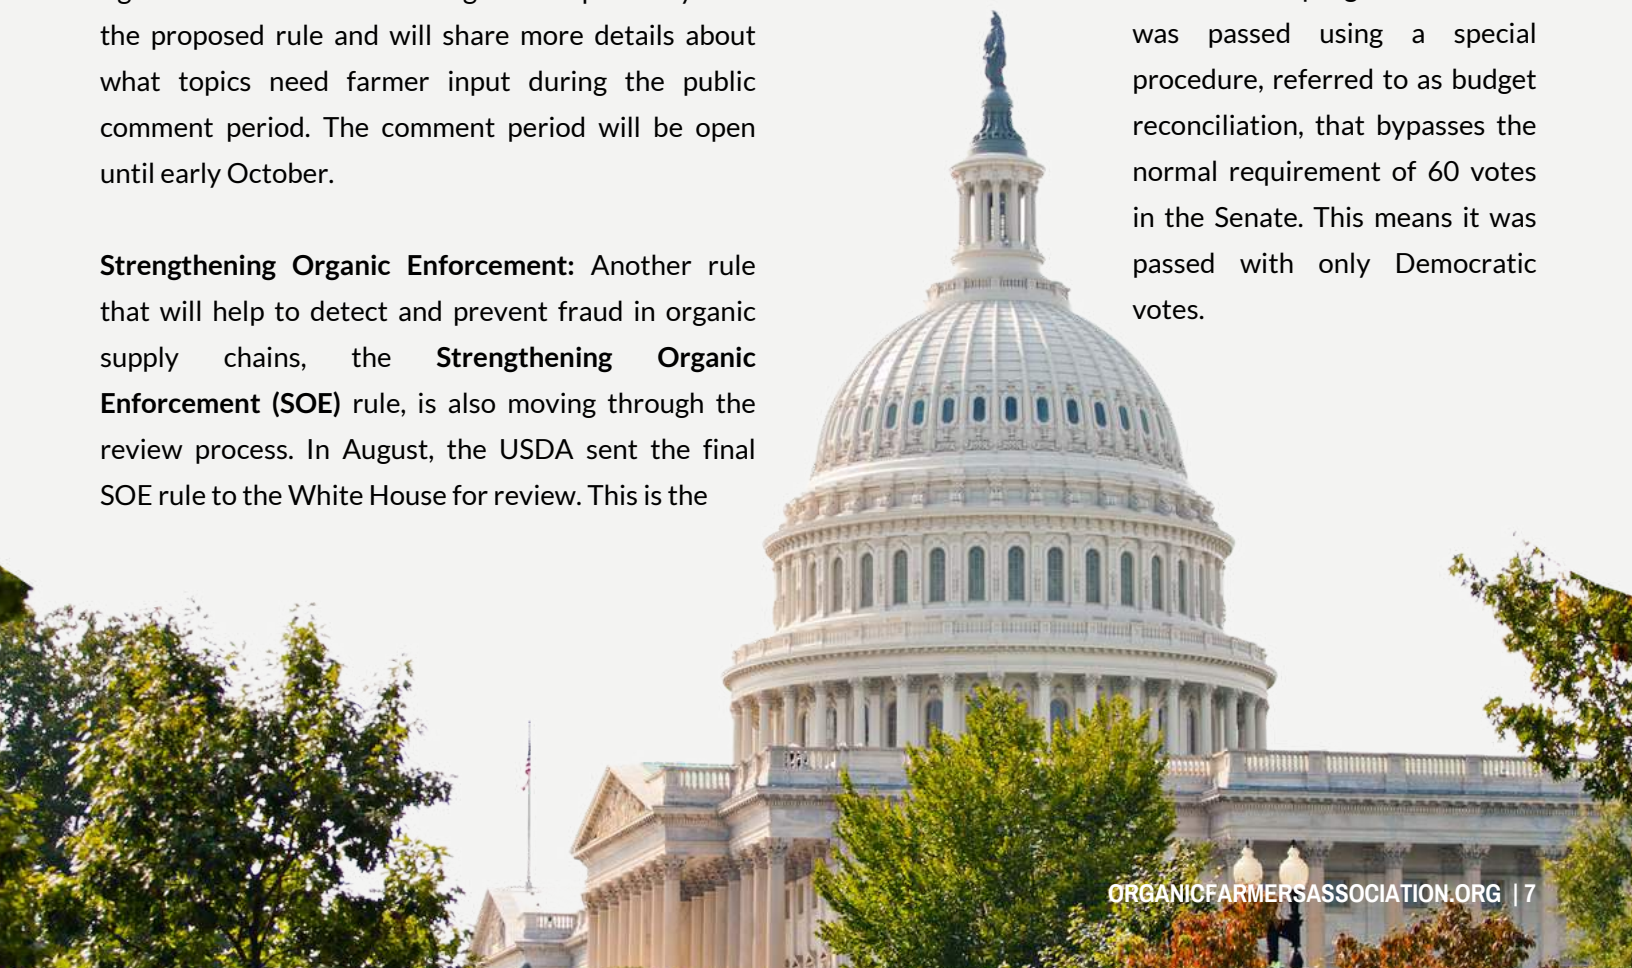 the proposed rule and will share more details about
what topics need farmer input during the public
comment period. The comment period will be open
until early October.
Strengthening Organic Enforcement: Another rule
that will help to detect and prevent fraud in organic
supply chains, the Strengthening Organic
Enforcement (SOE) rule, is also moving through the
review process. In August, the USDA sent the final
SOE rule to the White House for review. This is the
was passed using a special
procedure, referred to as budget
reconciliation, that bypasses the
normal requirement of 60 votes
in the Senate. This means it was
passed with only Democratic
votes.
ORGANICFARMERSASSOCIATION.ORG | 7